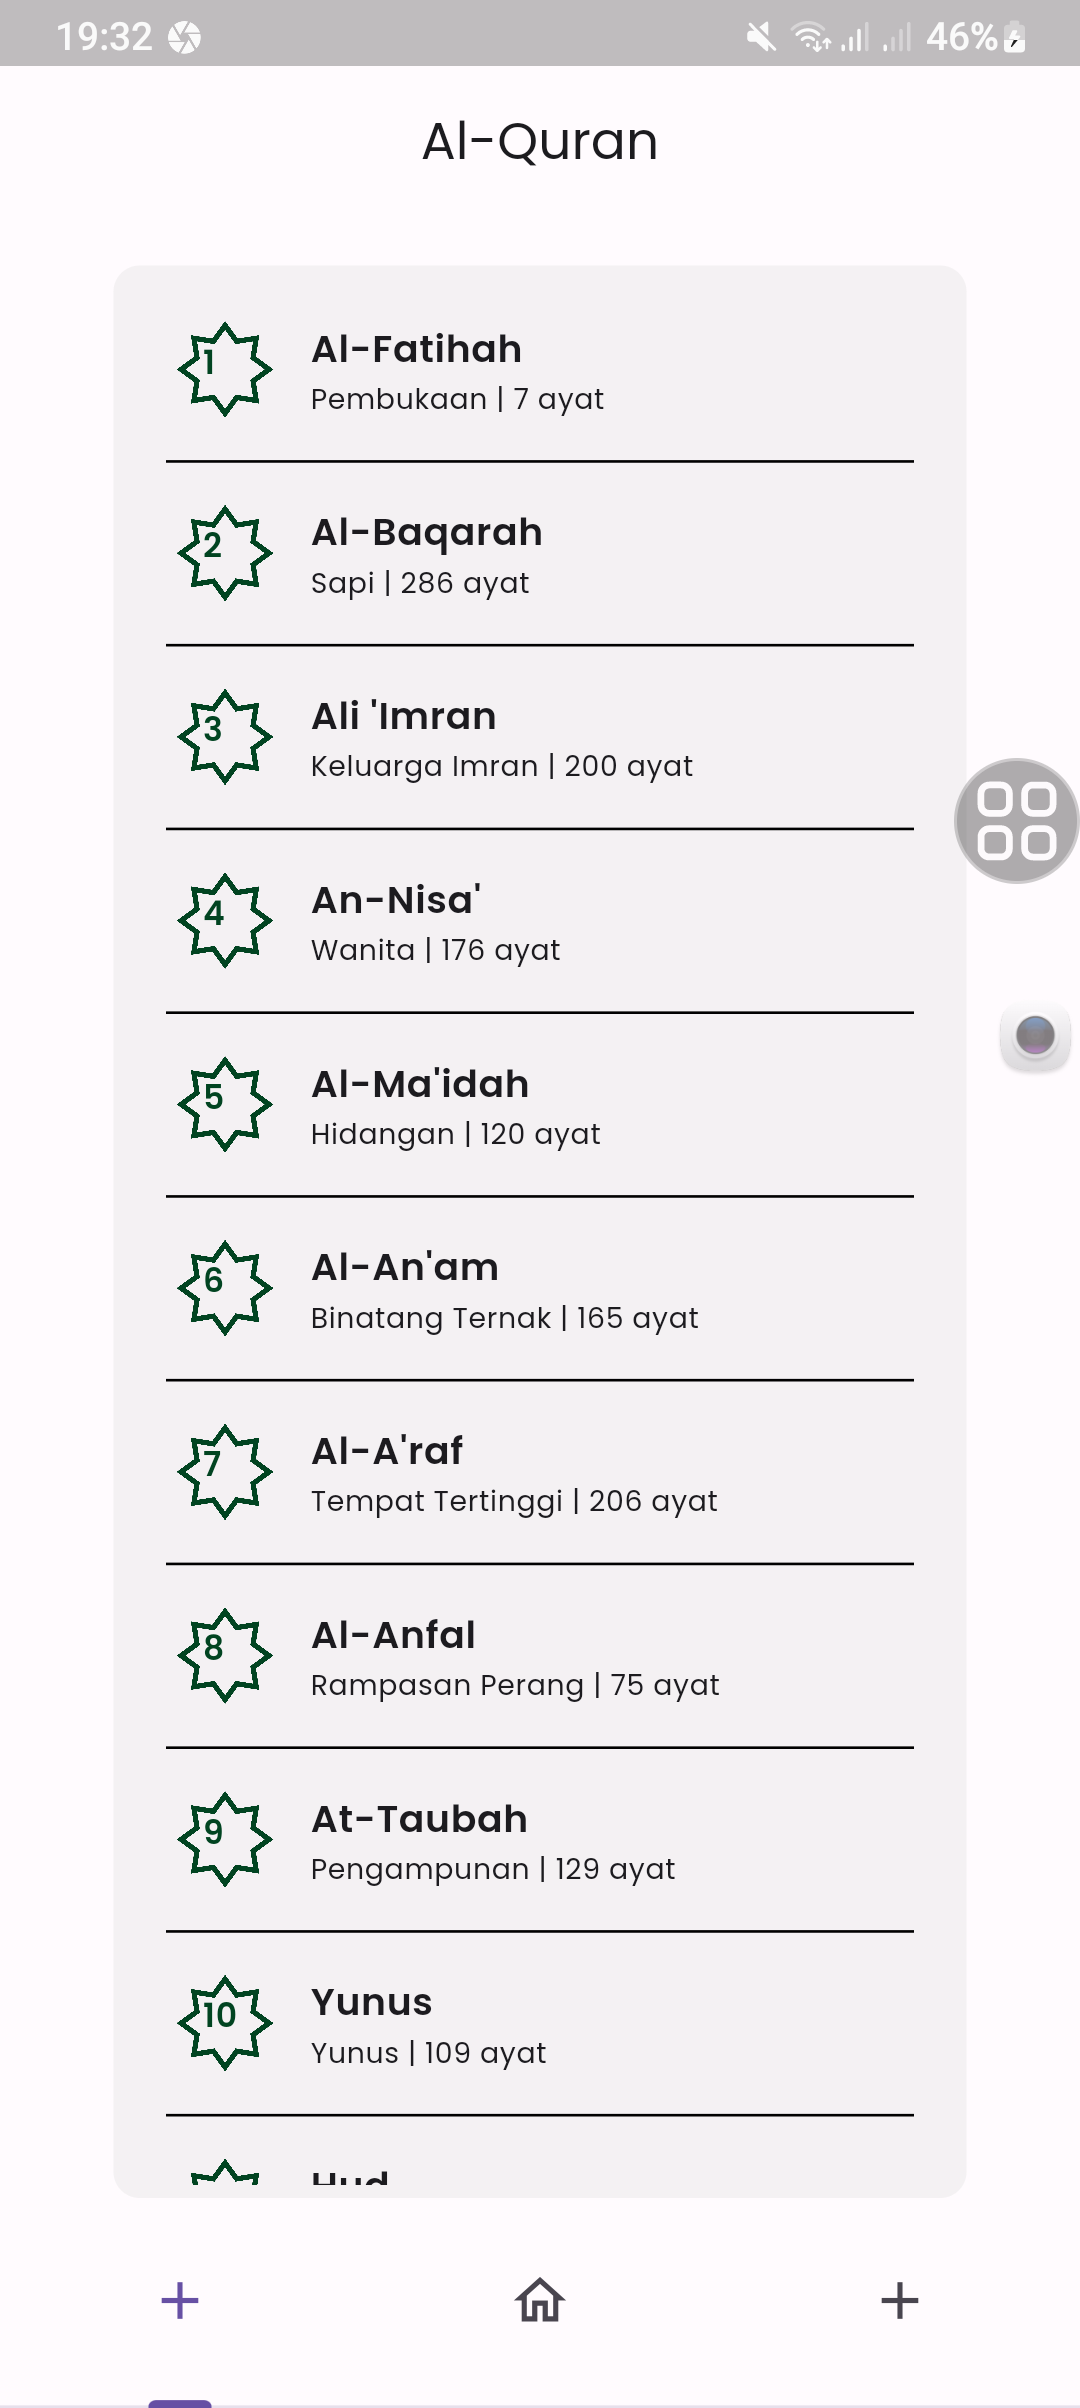 19:32 46%
Al-Quran
1 Al-Fatihah
Pembukaan | 7 ayat
2 Al-Baqarah
Sapi | 286 ayat
3 Ali 'Imran
Keluarga Imran | 200 ayat
4 An-Nisa'
Wanita | 176 ayat
5 Al-Ma'idah
Hidangan | 120 ayat
6 Al-An'am
Binatang Ternak | 165 ayat
7 Al-A'raf
Tempat Tertinggi | 206 ayat
8 Al-Anfal
Rampasan Perang | 75 ayat
9 At-Taubah
Pengampunan | 129 ayat
10 Yunus
Yunus | 109 ayat
Hud